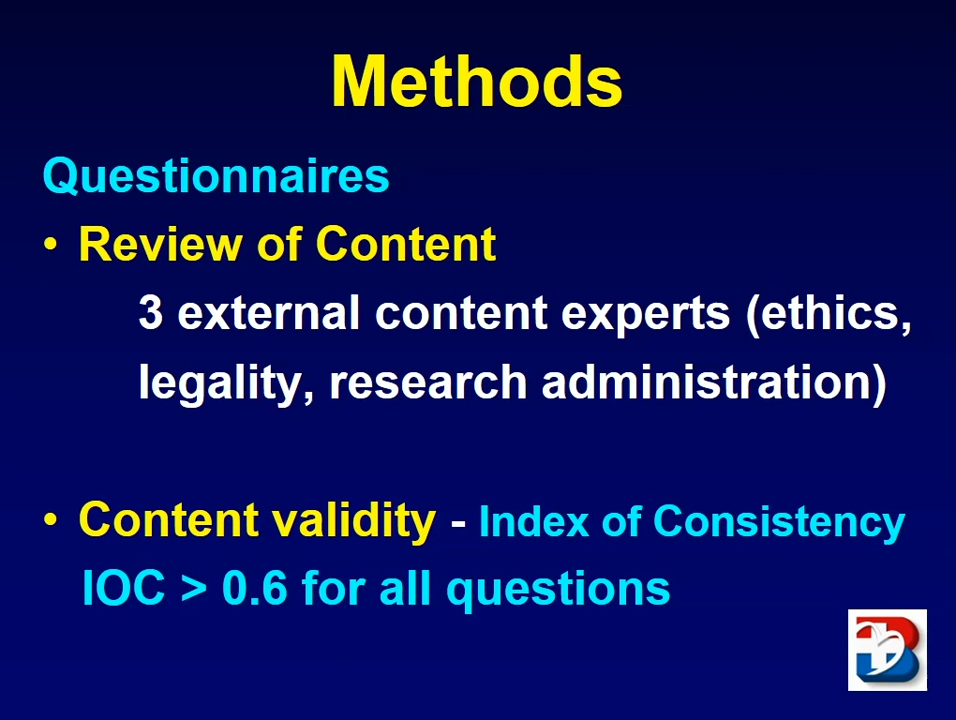 Methods
Questionnaires
• Review of Content
3 external content experts (ethics,
legality, research administration)
• Content validity - Index of Consistency
IOC > 0.6 for all questions